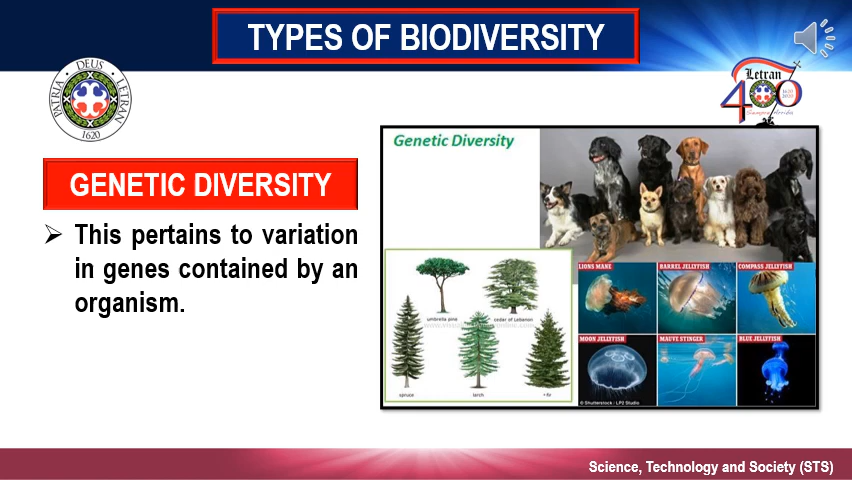 TYPES OF BIODIVERSITY
DEUS
PATRIA
LETRAN
1620
Letran
400
GENETIC DIVERSITY
➢ This pertains to variation
in genes contained by an
organism.
Genetic Diversity
umbrella pine
cedar of Lebanon
spruce
larch
fir
LIONS MANE
BARREL JELLYFISH
COMPASS JELLYFISH
MOON JELLYFISH
MAUVE STINGER
BLUE JELLYFISH
© Shutterstock / LP2 Studio
Science, Technology and Society (STS)